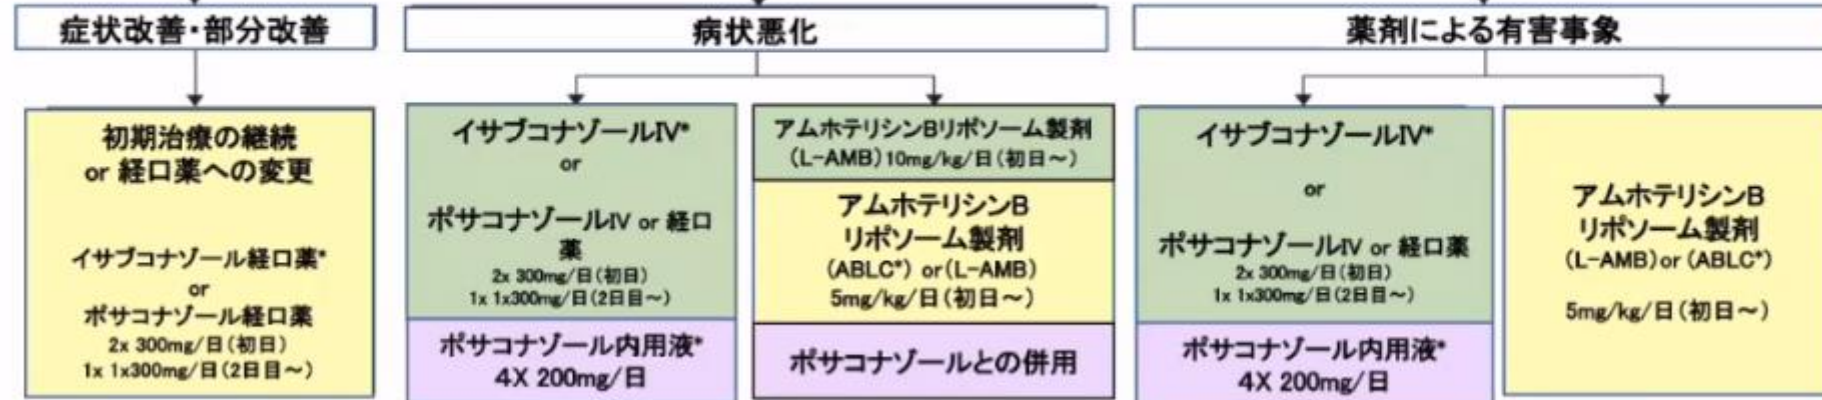 症状改善・部分改善
初期治療の継続
or 経口薬への変更
イサブコナゾール経口薬*
or
ポサコナゾール経口薬
2x 300mg/日(初日)
1x 1x300mg/日(2日目～)
病状悪化
イサブコナゾールIV*
or
ポサコナゾールIV or 経口
薬
2x 300mg/日(初日)
1x 1x300mg/日(2日目～)
ポサコナゾール内用液*
4X 200mg/日
アムホテリシンBリポソーム製剤
(L-AMB)10mg/kg/日(初日～)
アムホテリシンB
リポソーム製剤
(ABLC*) or(L-AMB)
5mg/kg/日(初日～)
ポサコナゾールとの併用
薬剤による有害事象
イサブコナゾールIV*
or
ポサコナゾールIV or 経口薬
2x 300mg/日(初日)
1x 1x300mg/日(2日目～)
ポサコナゾール内用液*
4X 200mg/日
アムホテリシンB
リポソーム製剤
(L-AMB)or (ABLC*)
5mg/kg/日(初日～)